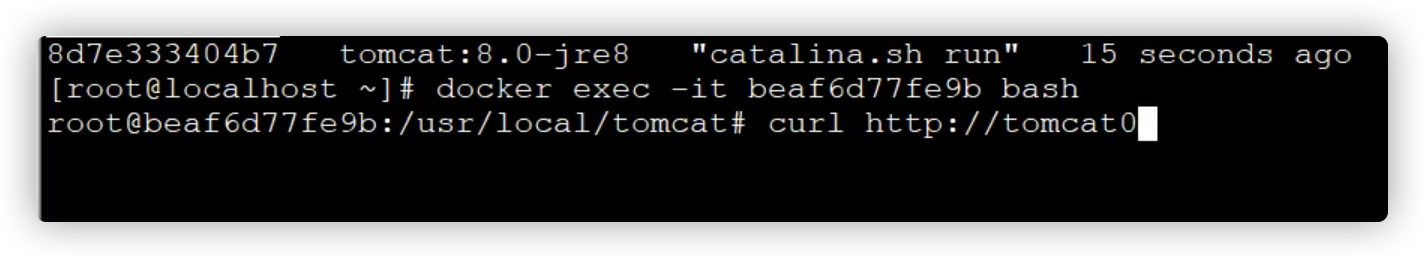 8d7e333404b7 tomcat:8.0-jre8 "catalina.sh run" 15 seconds ago
[root@localhost ~]# docker exec -it beaf6d77fe9b bash
root@beaf6d77fe9b:/usr/local/tomcat# curl http://tomcat0